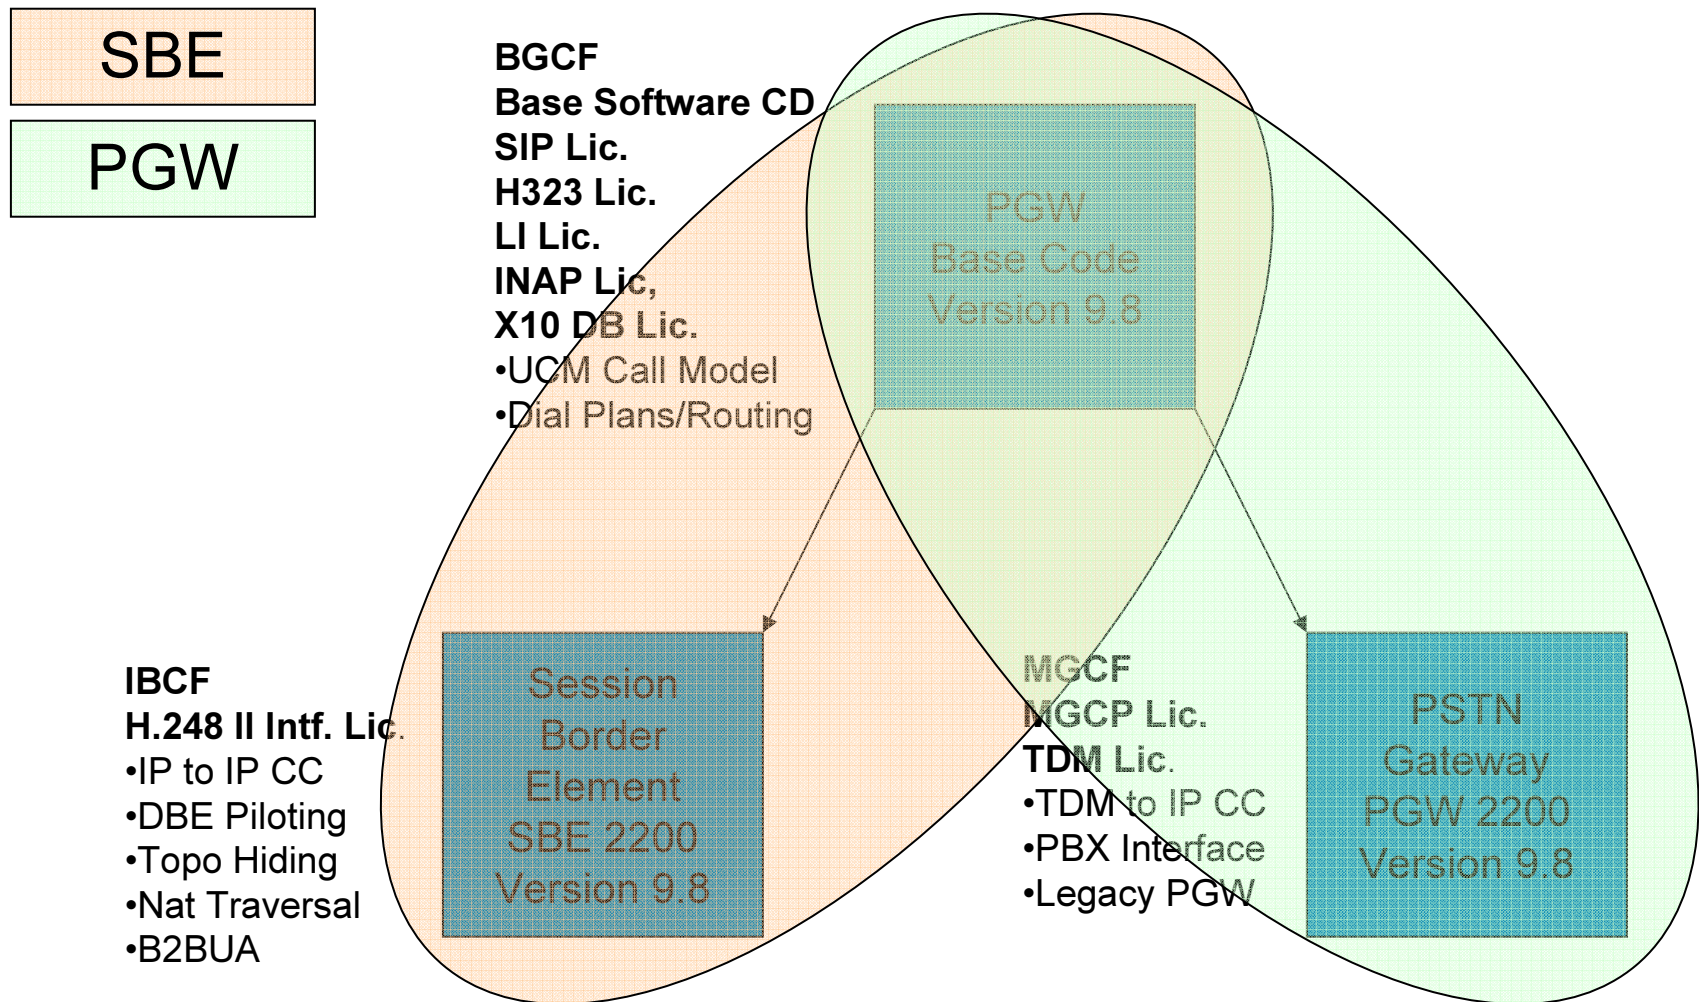 SBE
PGW
BGCF
Base Software CD
SIP Lic.
H323 Lic.
LI Lic.
INAP Lic,
X10 DB Lic.
•UCM Call Model
•Dial Plans/Routing
PGW
Base Code
Version 9.8
IBCF
H.248 II Intf. Lic.
•IP to IP CC
•DBE Piloting
•Topo Hiding
•Nat Traversal
•B2BUA
Session
Border
Element
SBE 2200
Version 9.8
MGCF
MGCP Lic.
TDM Lic.
•TDM to IP CC
•PBX Interface
•Legacy PGW
PSTN
Gateway
PGW 2200
Version 9.8